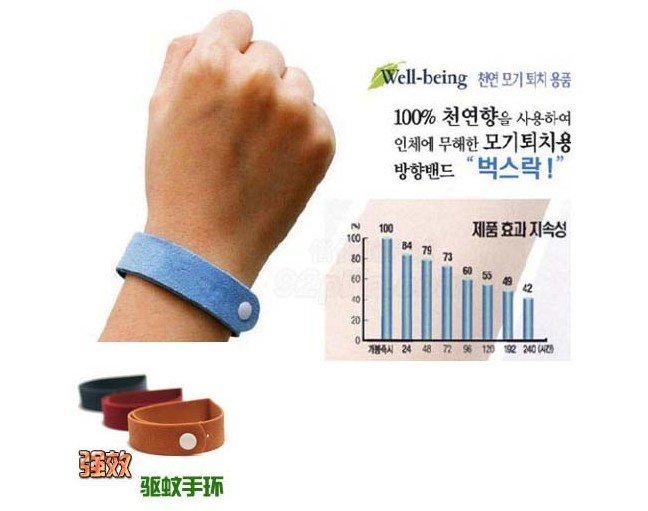 Well-being 천연 모기 퇴치 용품
100% 천연향을 사용하여
인체에 무해한 모기퇴치용
방향밴드 “벅스락!”
제품 효과 지속성
(%)
100
80
60
40
20
0
100 84 79 73 60 55 49 42
개봉즉시 24 48 72 96 120 192 240 (시간)
强效
驱蚊手环